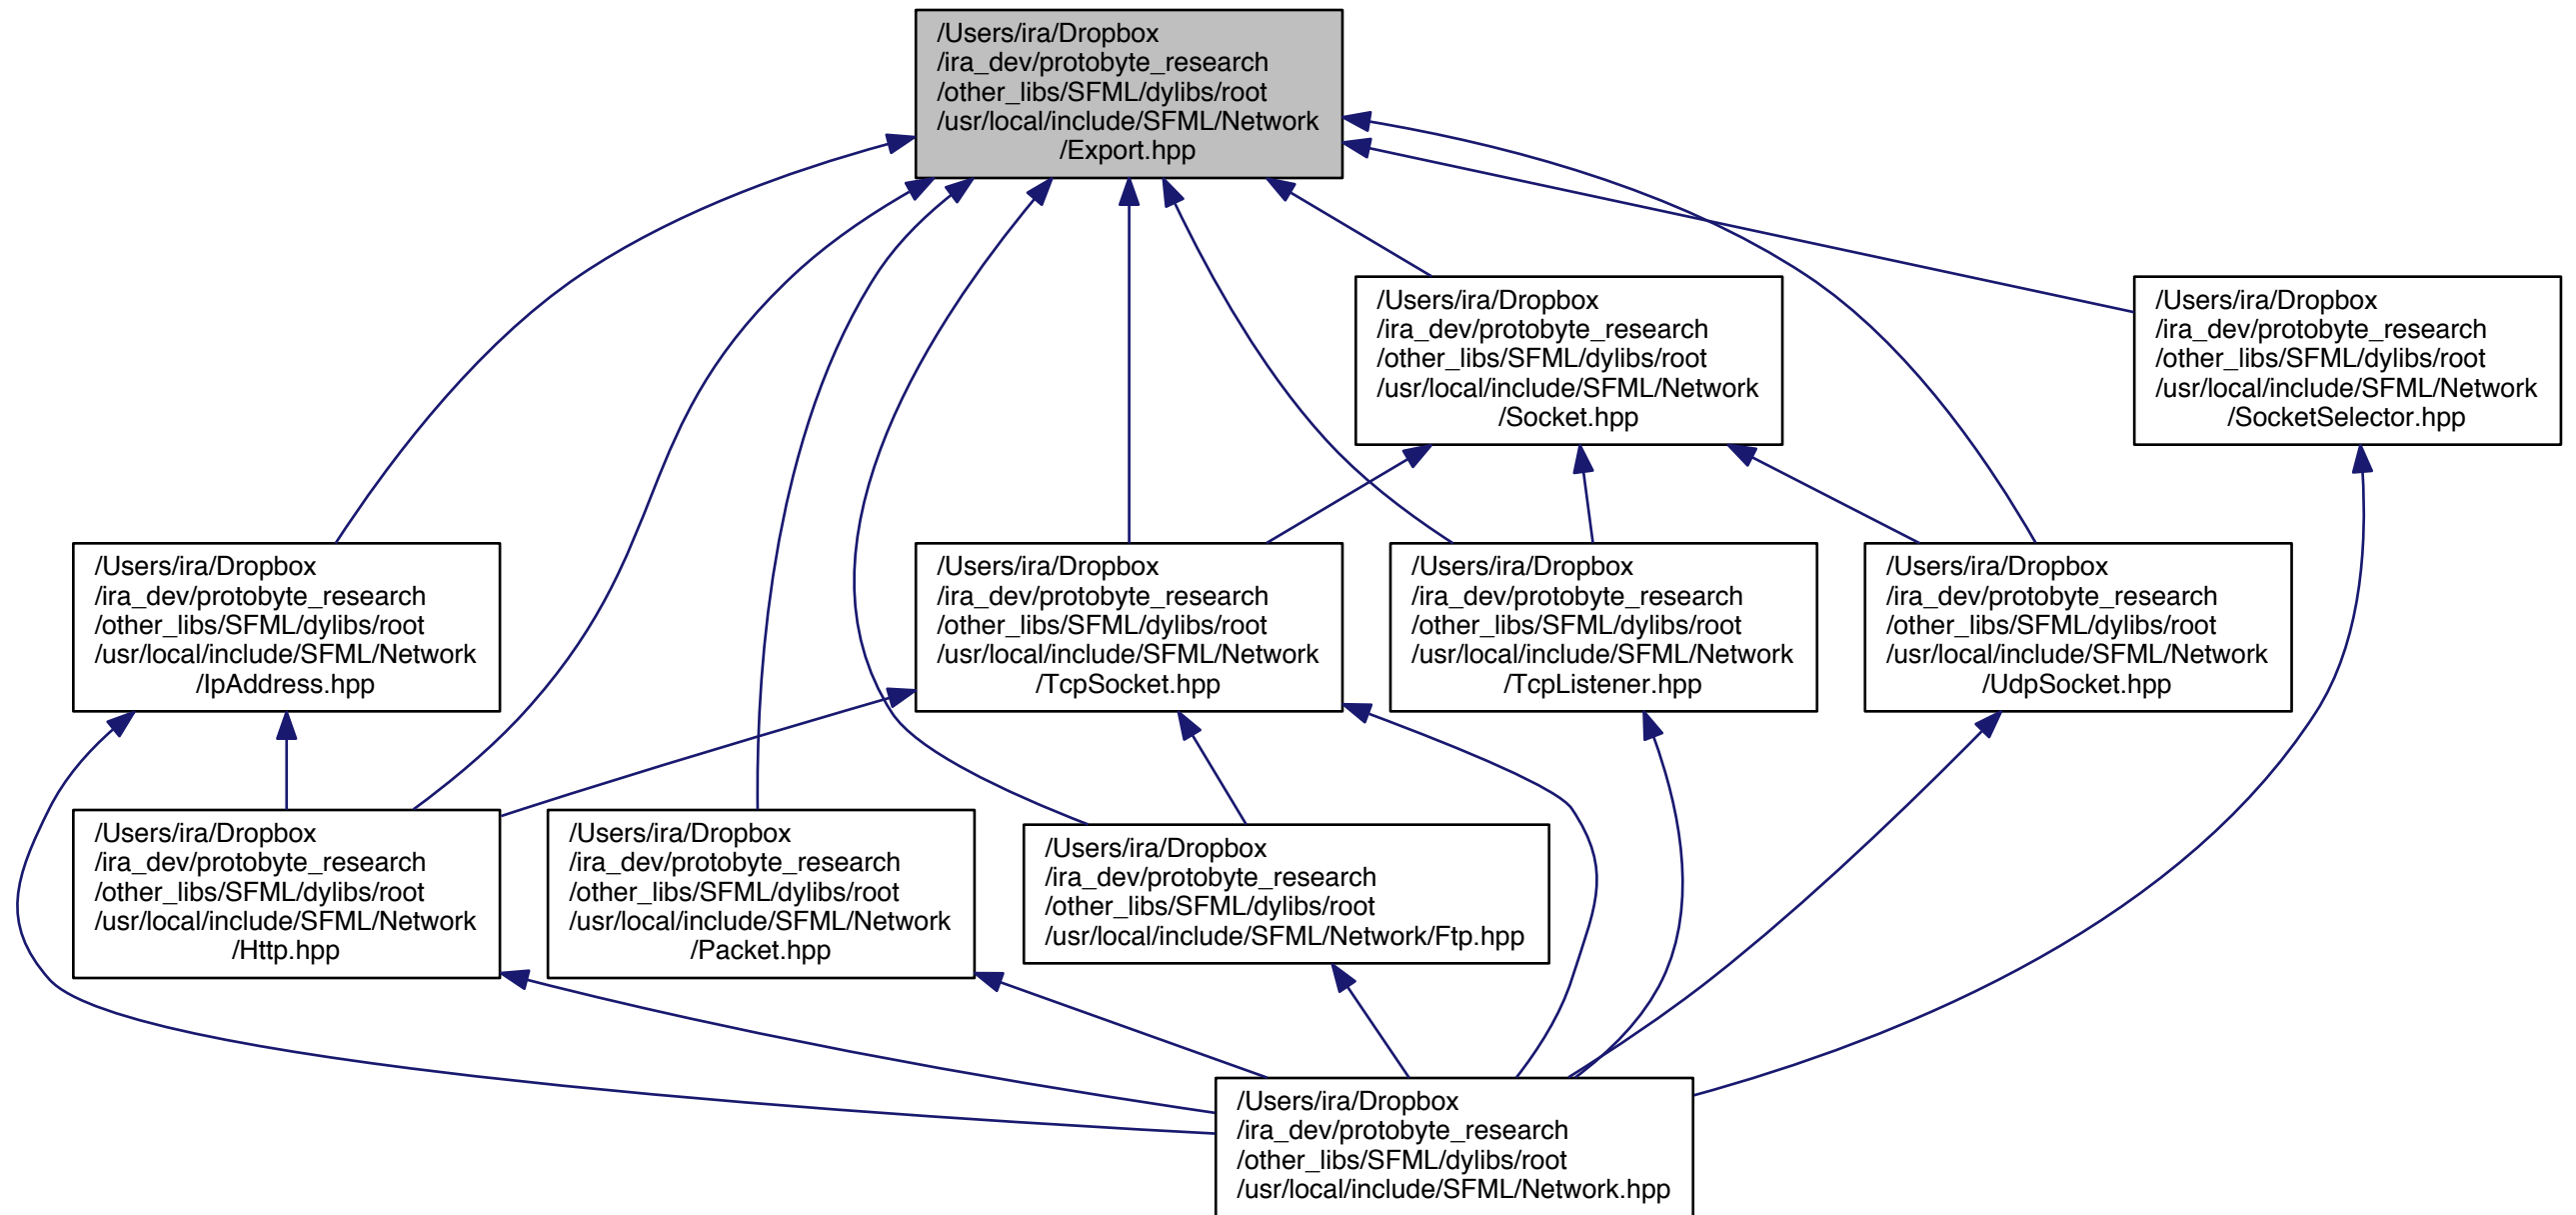 /Users/ira/Dropbox
/ira_dev/protobyte_research
/other_libs/SFML/dylibs/root
/usr/local/include/SFML/Network
/Export.hpp
/Users/ira/Dropbox
/ira_dev/protobyte_research
/other_libs/SFML/dylibs/root
/usr/local/include/SFML/Network
/Socket.hpp
/Users/ira/Dropbox
/ira_dev/protobyte_research
/other_libs/SFML/dylibs/root
/usr/local/include/SFML/Network
/SocketSelector.hpp
/Users/ira/Dropbox
/ira_dev/protobyte_research
/other_libs/SFML/dylibs/root
/usr/local/include/SFML/Network
/IpAddress.hpp
/Users/ira/Dropbox
/ira_dev/protobyte_research
/other_libs/SFML/dylibs/root
/usr/local/include/SFML/Network
/TcpSocket.hpp
/Users/ira/Dropbox
/ira_dev/protobyte_research
/other_libs/SFML/dylibs/root
/usr/local/include/SFML/Network
/TcpListener.hpp
/Users/ira/Dropbox
/ira_dev/protobyte_research
/other_libs/SFML/dylibs/root
/usr/local/include/SFML/Network
/UdpSocket.hpp
/Users/ira/Dropbox
/ira_dev/protobyte_research
/other_libs/SFML/dylibs/root
/usr/local/include/SFML/Network
/Http.hpp
/Users/ira/Dropbox
/ira_dev/protobyte_research
/other_libs/SFML/dylibs/root
/usr/local/include/SFML/Network
/Packet.hpp
/Users/ira/Dropbox
/ira_dev/protobyte_research
/other_libs/SFML/dylibs/root
/usr/local/include/SFML/Network/Ftp.hpp
/Users/ira/Dropbox
/ira_dev/protobyte_research
/other_libs/SFML/dylibs/root
/usr/local/include/SFML/Network.hpp